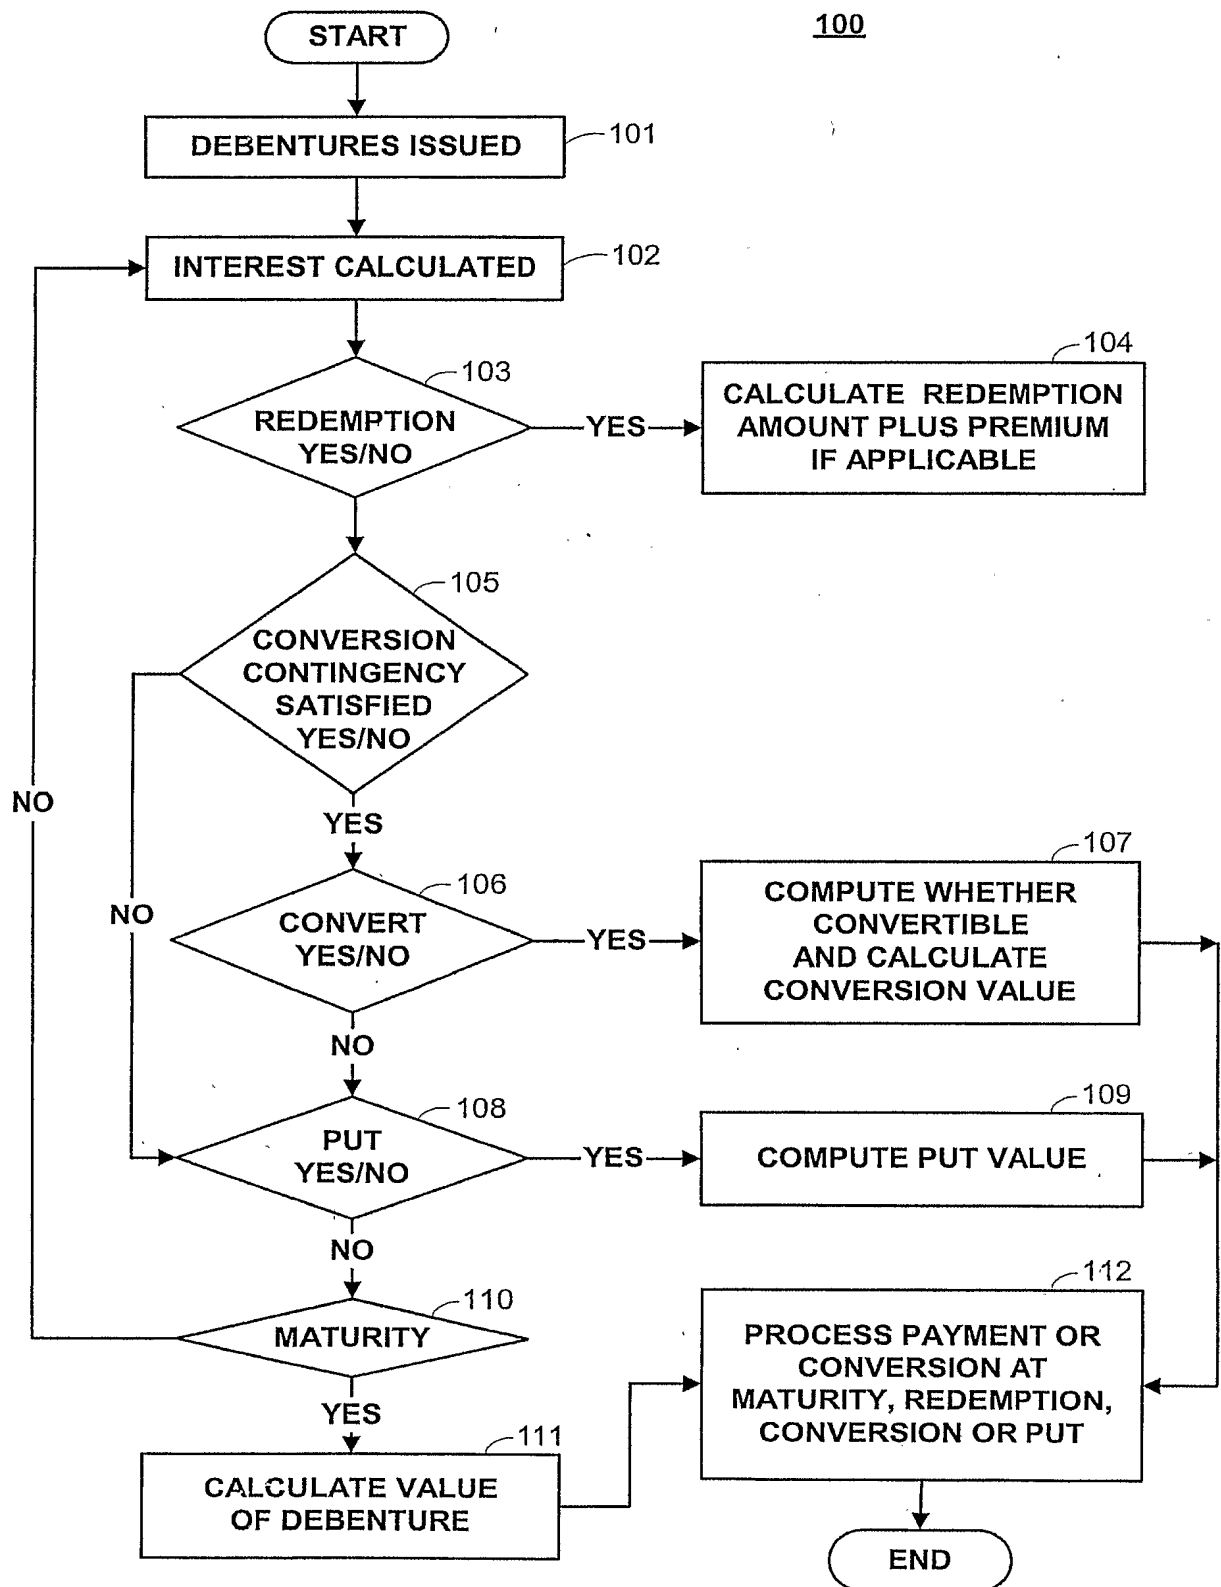 START
100
DEBENTURES ISSUED
101
INTEREST CALCULATED
102
103
REDEMPTION
YES/NO
YES
104
CALCULATE REDEMPTION
AMOUNT PLUS PREMIUM
IF APPLICABLE
105
CONVERSION
CONTINGENCY
SATISFIED
YES/NO
NO
YES
NO
106
CONVERT
YES/NO
YES
107
COMPUTE WHETHER
CONVERTIBLE
AND CALCULATE
CONVERSION VALUE
NO
108
PUT
YES/NO
YES
109
COMPUTE PUT VALUE
NO
110
MATURITY
YES
111
CALCULATE VALUE
OF DEBENTURE
112
PROCESS PAYMENT OR
CONVERSION AT
MATURITY, REDEMPTION,
CONVERSION OR PUT
END